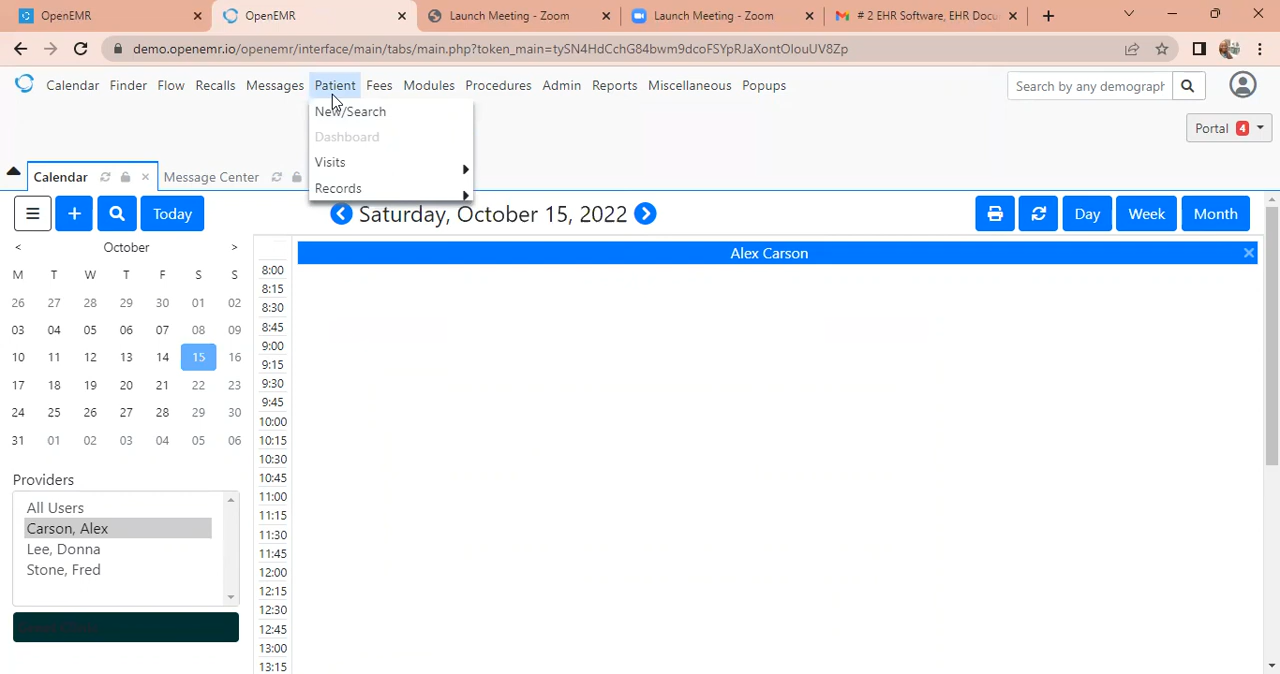 OpenEMR × OpenEMR × Launch Meeting - Zoom × Launch Meeting - Zoom × # 2 EHR Software, EHR Docu ×
demo.openemr.io/openemr/interface/main/tabs/main.php?token_main=tySN4HdCchG84bwm9dcoFSYpRJaXontOlouUV8Zp
Calendar Finder Flow Recalls Messages Patient Fees Modules Procedures Admin Reports Miscellaneous Popups Search by any demograph
New/Search
Dashboard
Visits
Records
Portal 4
Calendar × Message Center
Today Saturday, October 15, 2022 Day Week Month
< October >
M T W T F S S
26 27 28 29 30 01 02
03 04 05 06 07 08 09
10 11 12 13 14 15 16
17 18 19 20 21 22 23
24 25 26 27 28 29 30
31 01 02 03 04 05 06
Alex Carson ×
8:00
8:15
8:30
8:45
9:00
9:15
9:30
9:45
10:00
10:15
10:30
10:45
11:00
11:15
11:30
11:45
12:00
12:15
12:30
12:45
13:00
13:15
Providers
All Users
Carson, Alex
Lee, Donna
Stone, Fred